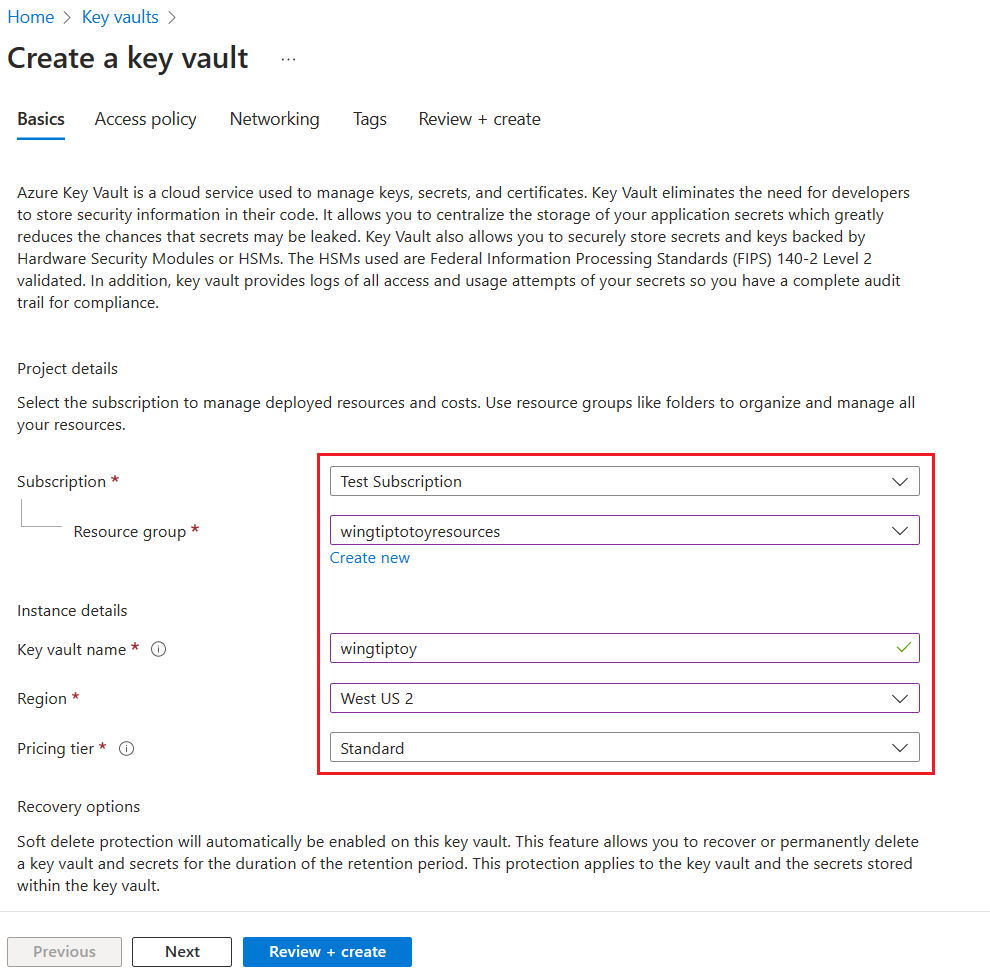 Home > Key vaults >
Create a key vault ...
Basics Access policy Networking Tags Review + create
Azure Key Vault is a cloud service used to manage keys, secrets, and certificates. Key Vault eliminates the need for developers
to store security information in their code. It allows you to centralize the storage of your application secrets which greatly
reduces the chances that secrets may be leaked. Key Vault also allows you to securely store secrets and keys backed by
Hardware Security Modules or HSMs. The HSMs used are Federal Information Processing Standards (FIPS) 140-2 Level 2
validated. In addition, key vault provides logs of all access and usage attempts of your secrets so you have a complete audit
trail for compliance.
Project details
Select the subscription to manage deployed resources and costs. Use resource groups like folders to organize and manage all
your resources.
Subscription * Test Subscription
Resource group * wingtiptotoyresources
Create new
Instance details
Key vault name * wingtiptoy
Region * West US 2
Pricing tier * Standard
Recovery options
Soft delete protection will automatically be enabled on this key vault. This feature allows you to recover or permanently delete
a key vault and secrets for the duration of the retention period. This protection applies to the key vault and the secrets stored
within the key vault.
Previous Next Review + create